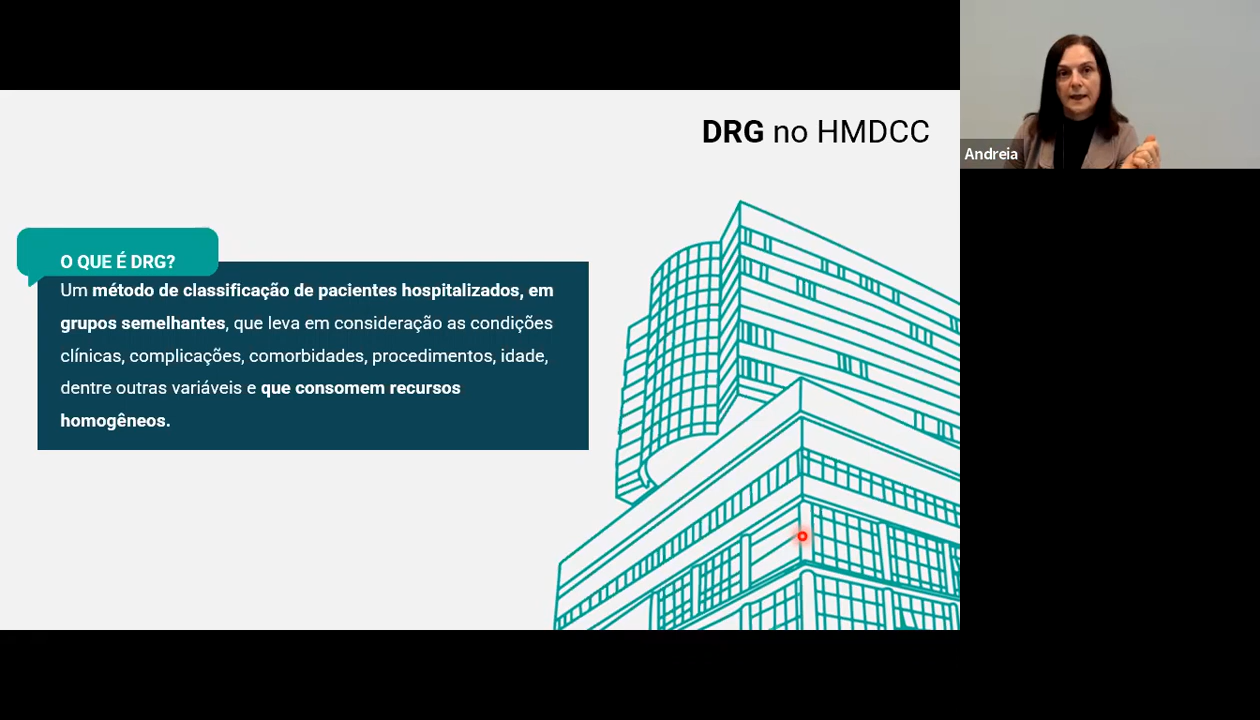 DRG no HMDCC
Andreia
O QUE É DRG?
Um método de classificação de pacientes hospitalizados, em
grupos semelhantes, que leva em consideração as condições
clínicas, complicações, comorbidades, procedimentos, idade,
dentre outras variáveis e que consomem recursos
homogêneos.